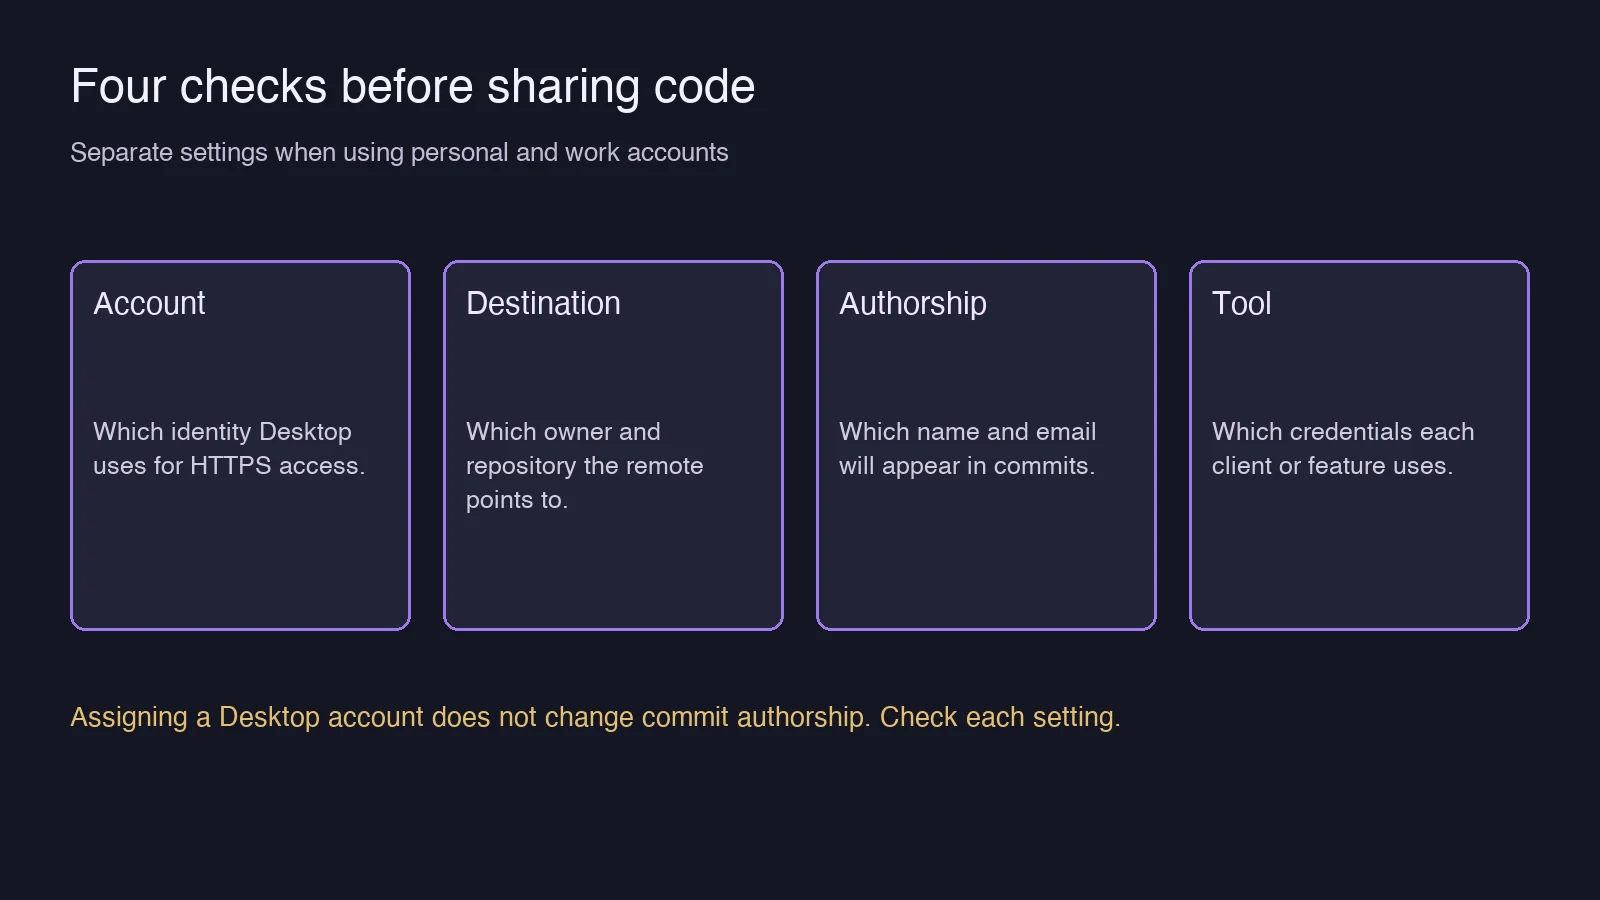 Four checks before sharing code
Separate settings when using personal and work accounts
Account
Which identity Desktop
uses for HTTPS access.
Destination
Which owner and
repository the remote
points to.
Authorship
Which name and email
will appear in commits.
Tool
Which credentials each
client or feature uses.
Assigning a Desktop account does not change commit authorship. Check each setting.